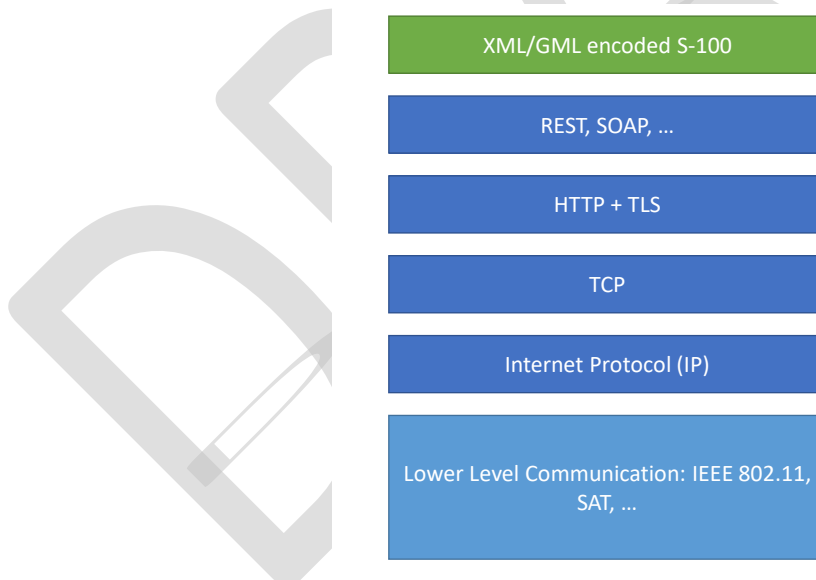 XML/GML encoded S-100
REST, SOAP, ...
HTTP + TLS
TCP
Internet Protocol (IP)
Lower Level Communication: IEEE 802.11,
SAT, ...